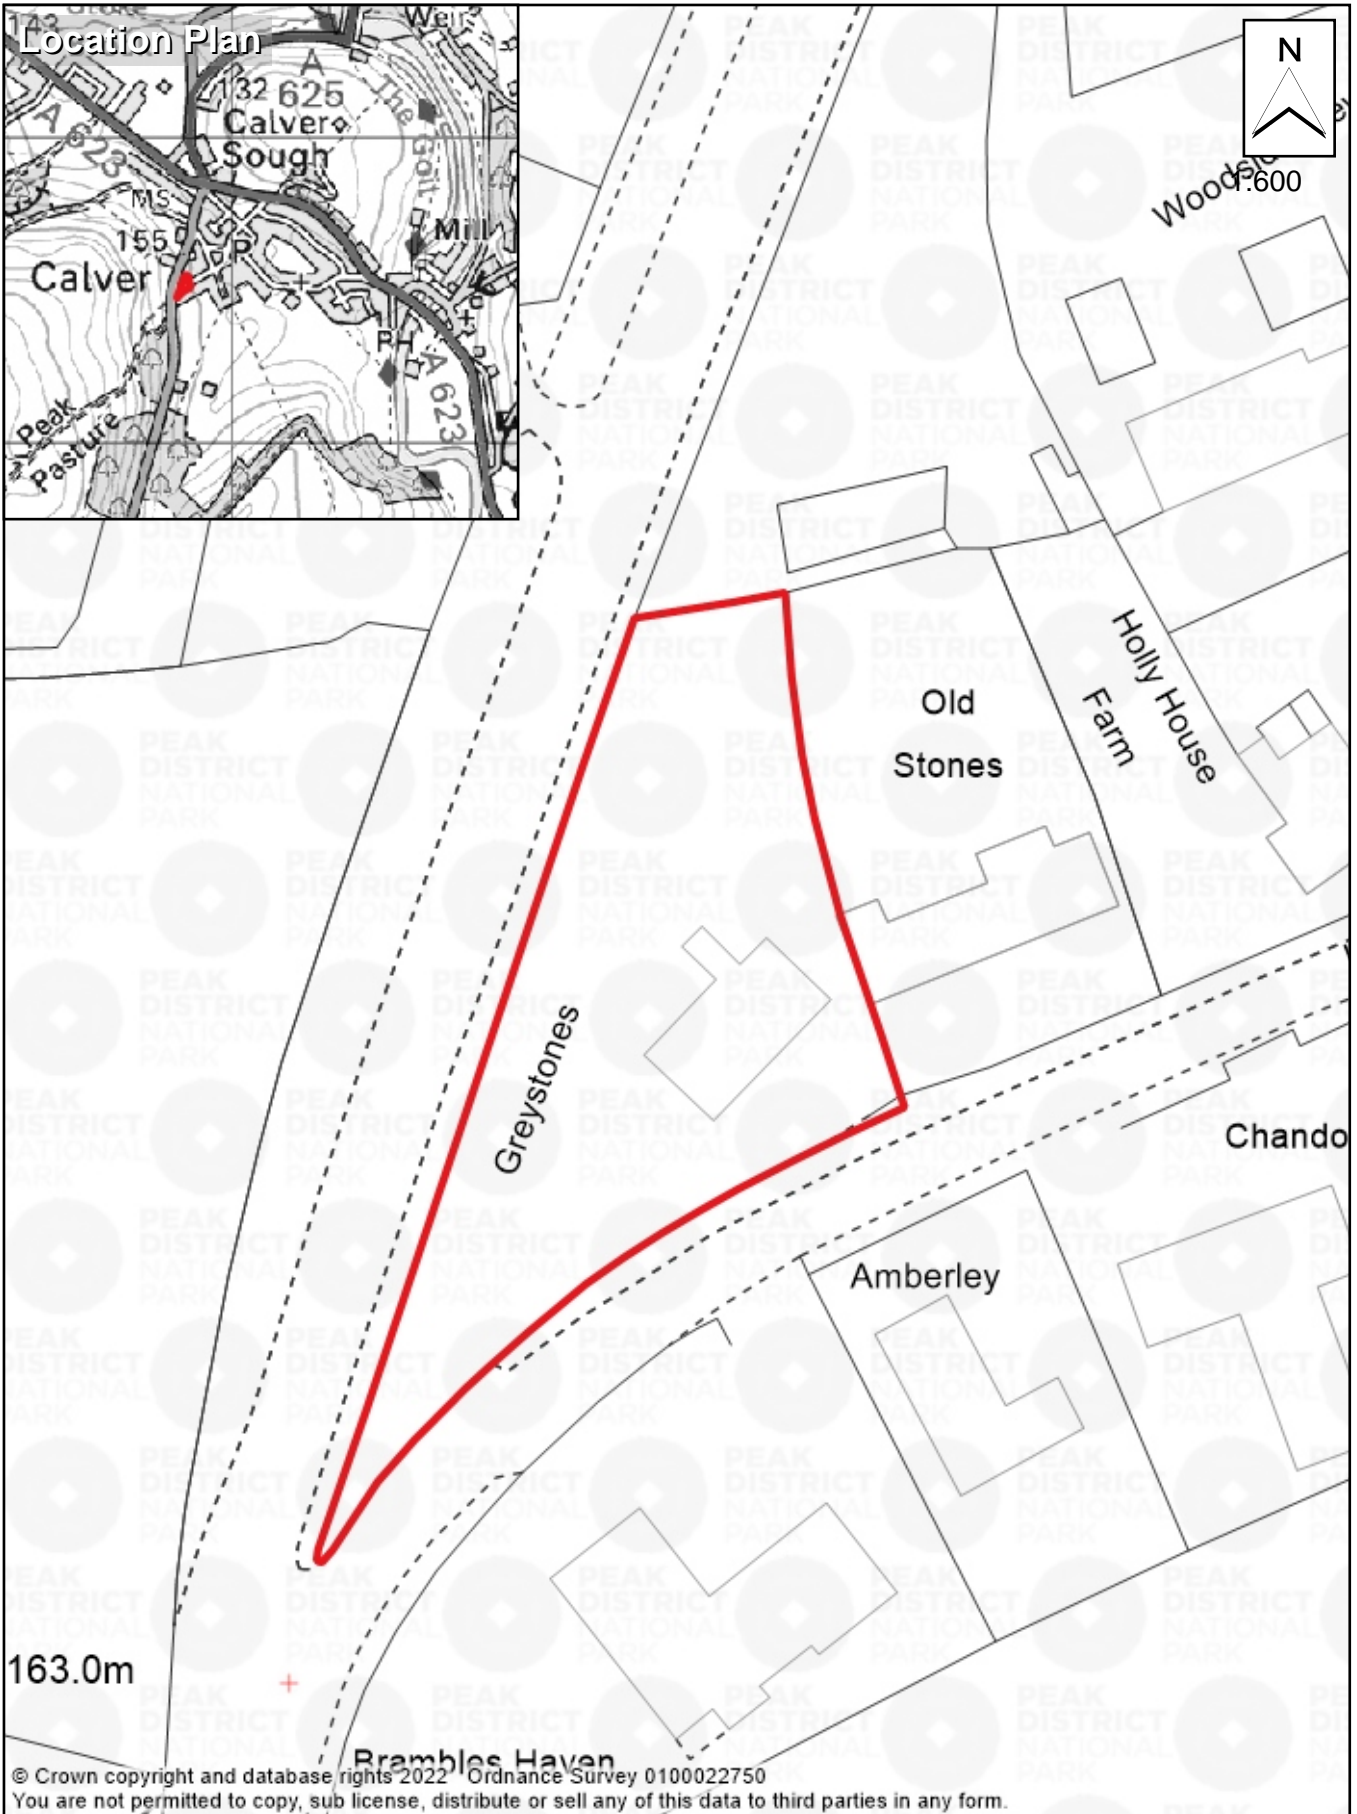 Location Plan
143
Weir
A 625
132
Calver
Sough
The Goit
A 623
MS
155
P
Mill
Calver
PH
A 623
Peak
Pasture
N
1:600
PEAK
DISTRICT
NATIONAL
PARK
Old
Stones
Holly House
Farm
Greystones
Chando
Amberley
163.0m
Brambles Haven
© Crown copyright and database rights 2022 Ordnance Survey 0100022750
You are not permitted to copy, sub license, distribute or sell any of this data to third parties in any form.